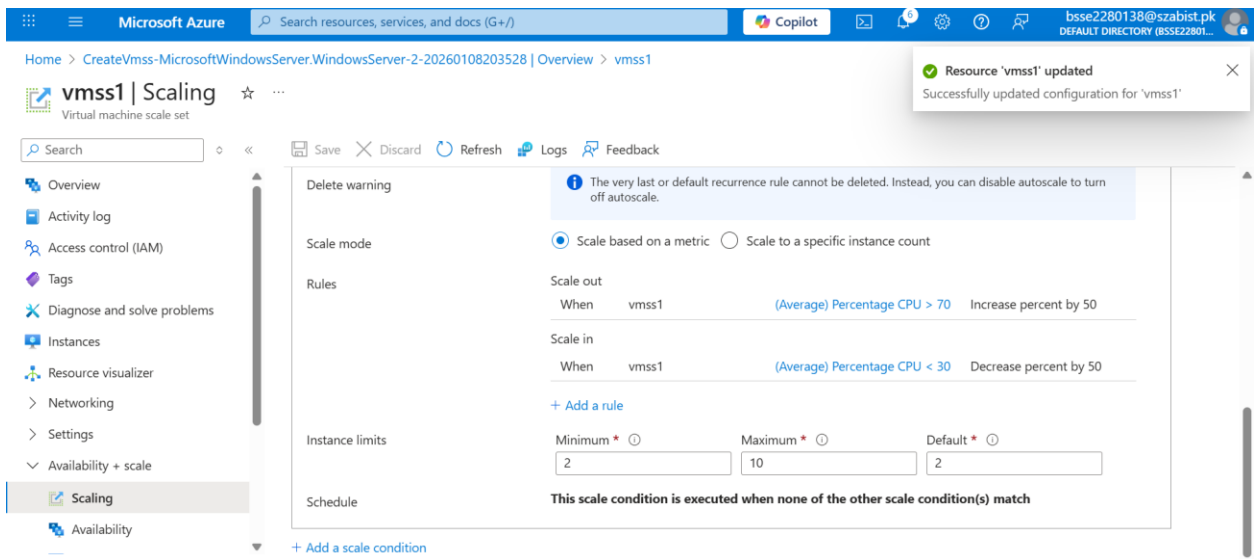 Microsoft Azure
Search resources, services, and docs (G+/)
Copilot
6
bsse2280138@szabist.pk
DEFAULT DIRECTORY (BSSE22801...
Home > CreateVmss-MicrosoftWindowsServer.WindowsServer-2-20260108203528 | Overview > vmss1
Resource 'vmss1' updated
Successfully updated configuration for 'vmss1'
vmss1 | Scaling
Virtual machine scale set
Search
Save Discard Refresh Logs Feedback
Overview
Activity log
Access control (IAM)
Tags
Diagnose and solve problems
Instances
Resource visualizer
Networking
Settings
Availability + scale
Scaling
Availability
Delete warning
The very last or default recurrence rule cannot be deleted. Instead, you can disable autoscale to turn
off autoscale.
Scale mode
Scale based on a metric Scale to a specific instance count
Rules
Scale out
When vmss1 (Average) Percentage CPU > 70 Increase percent by 50
Scale in
When vmss1 (Average) Percentage CPU < 30 Decrease percent by 50
+ Add a rule
Instance limits
Minimum * Maximum * Default *
2 10 2
Schedule
This scale condition is executed when none of the other scale condition(s) match
+ Add a scale condition